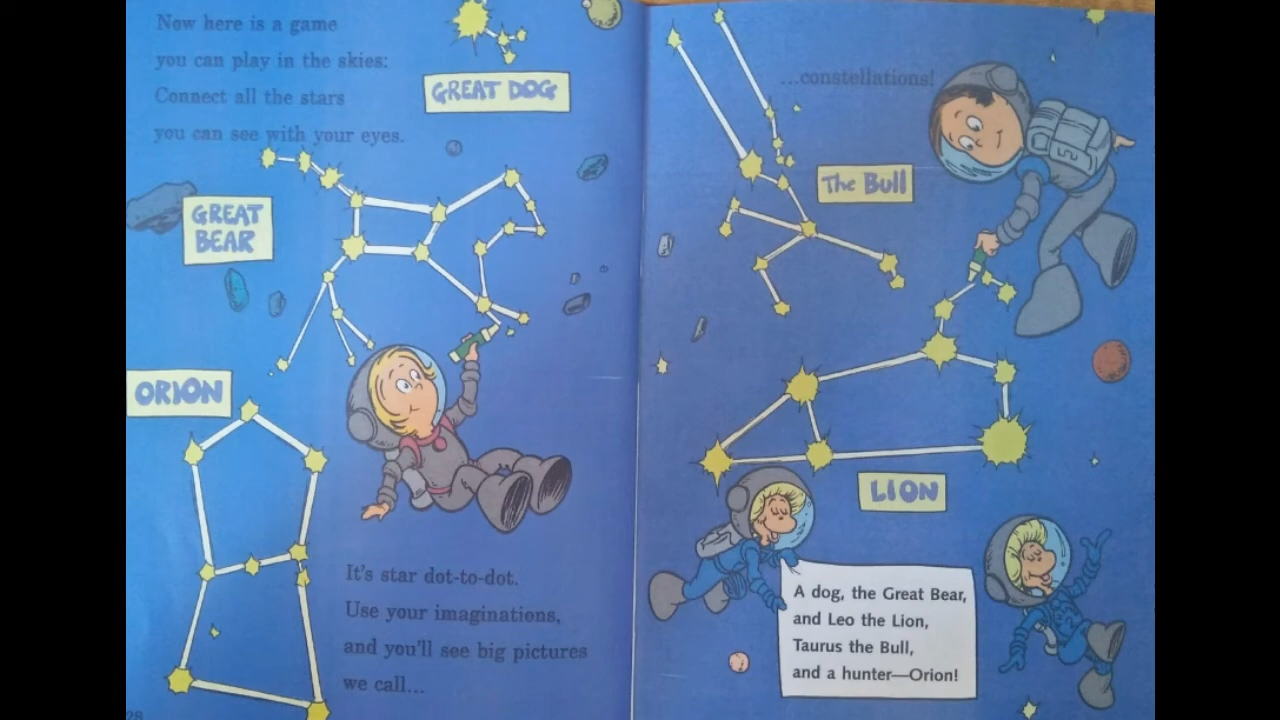 Now here is a game
you can play in the skies:
Connect all the stars
you can see with your eyes.
GREAT DOG
GREAT
BEAR
ORION
It's star dot-to-dot.
Use your imaginations,
and you'll see big pictures
we call...
28
...constellations!
The Bull
LION
A dog, the Great Bear,
and Leo the Lion,
Taurus the Bull,
and a hunter—Orion!